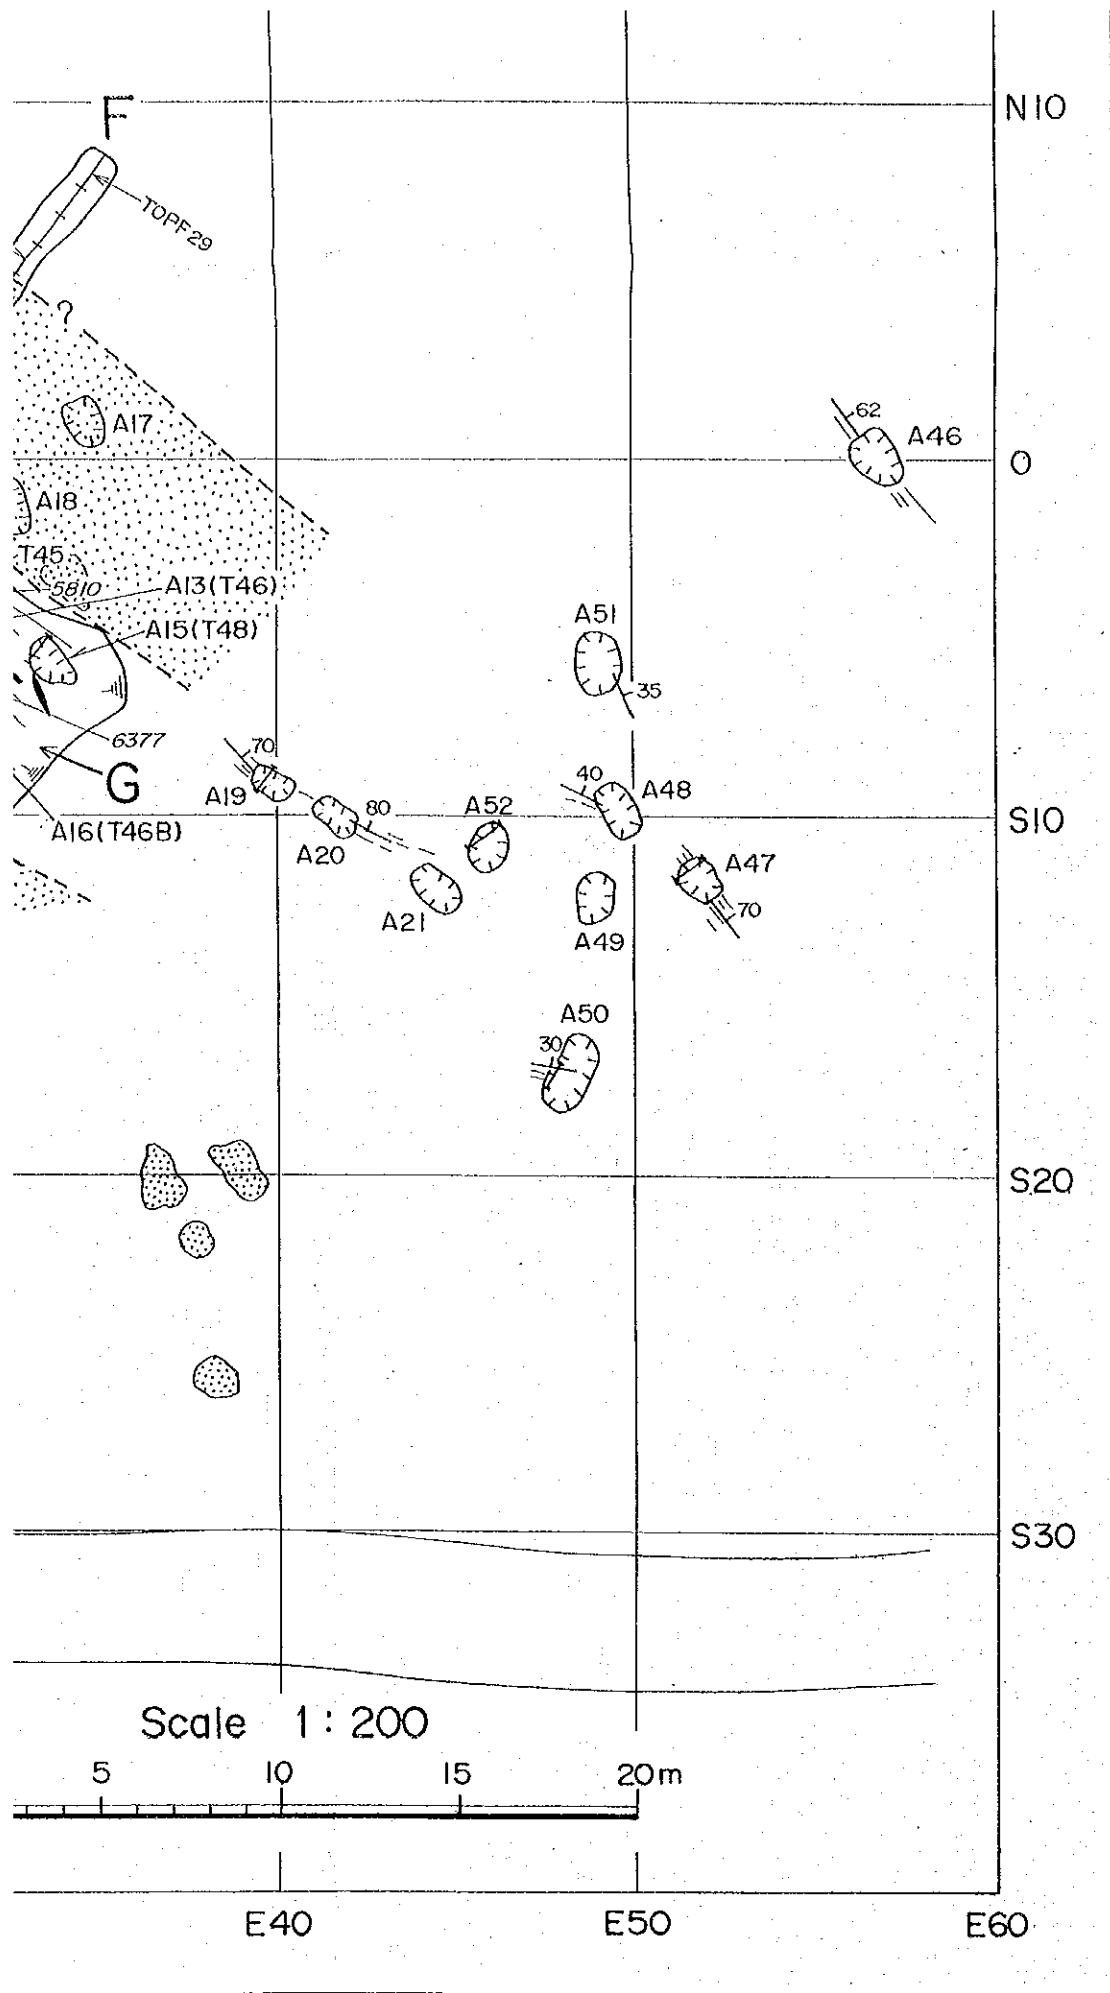 N10
F
TOPF29
?
62
A17
A46
0
A18
T45
5810
A13(T46)
A51
A15(T48)
35
6377
70
G
40
A48
A19
A52
80
S10
A16(T46B)
A20
A47
A21
70
A49
A50
30
S20
S30
Scale 1:200
5 10 15 20m
E40 E50 E60